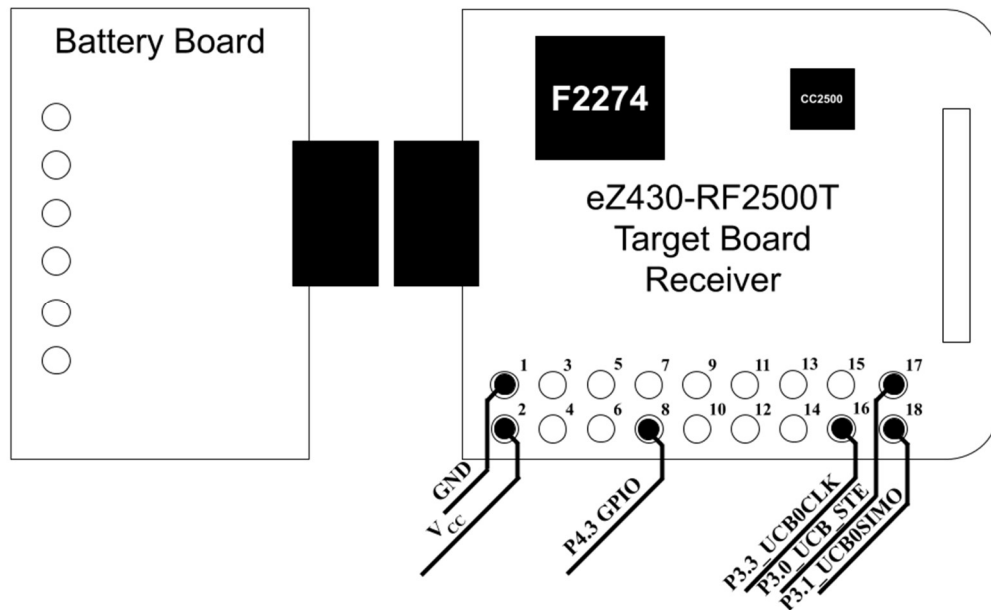 Battery Board
F2274
CC2500
eZ430-RF2500T
Target Board
Receiver
1 3 5 7 9 11 13 15 17
2 4 6 8 10 12 14 16 18
GND
VCC
P4.3 GPIO
P3.3_UCB0CLK
P3.0_UCB_STE
P3.1_UCB0SIMO